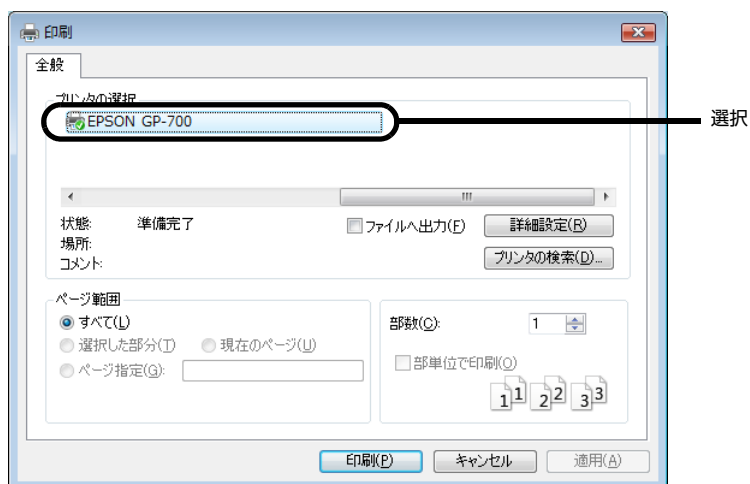 印刷
全般
プリンタの選択
EPSON GP-700
選択
状態: 準備完了
場所:
コメント:
ファイルへ出力(F)
詳細設定(R)
プリンタの検索(D)...
ページ範囲
すべて(L)
選択した部分(T) 現在のページ(U)
ページ指定(G):
部数(C): 1
部単位で印刷(O)
1 1 2 2 3 3
印刷(P) キャンセル 適用(A)